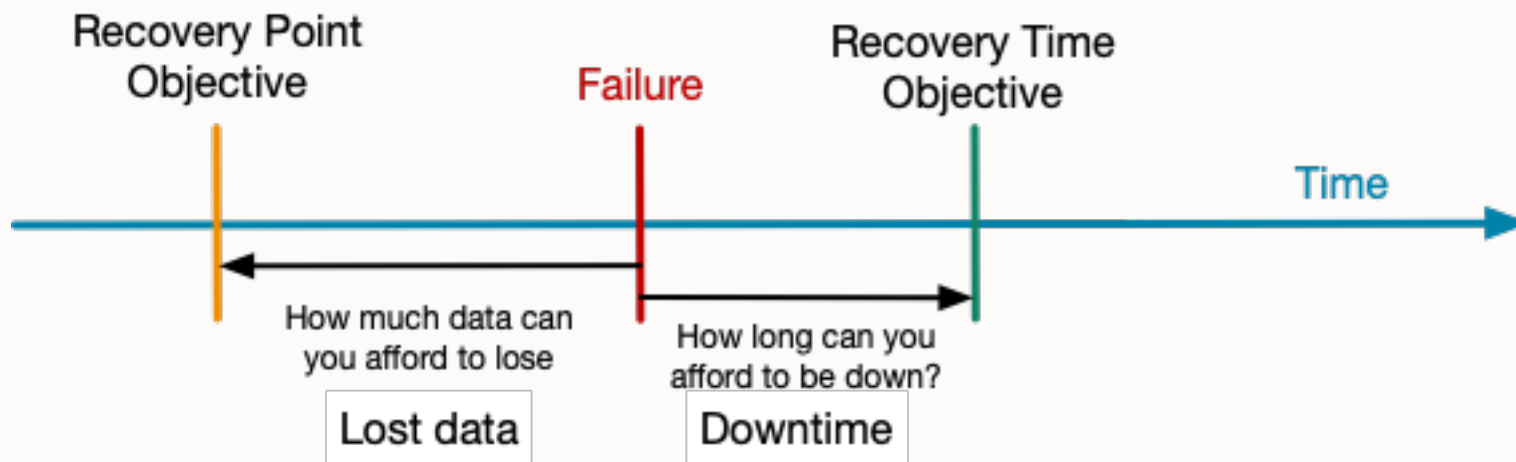 Recovery Point
Objective
Failure
Recovery Time
Objective
Time
How much data can
you afford to lose
How long can you
afford to be down?
Lost data
Downtime